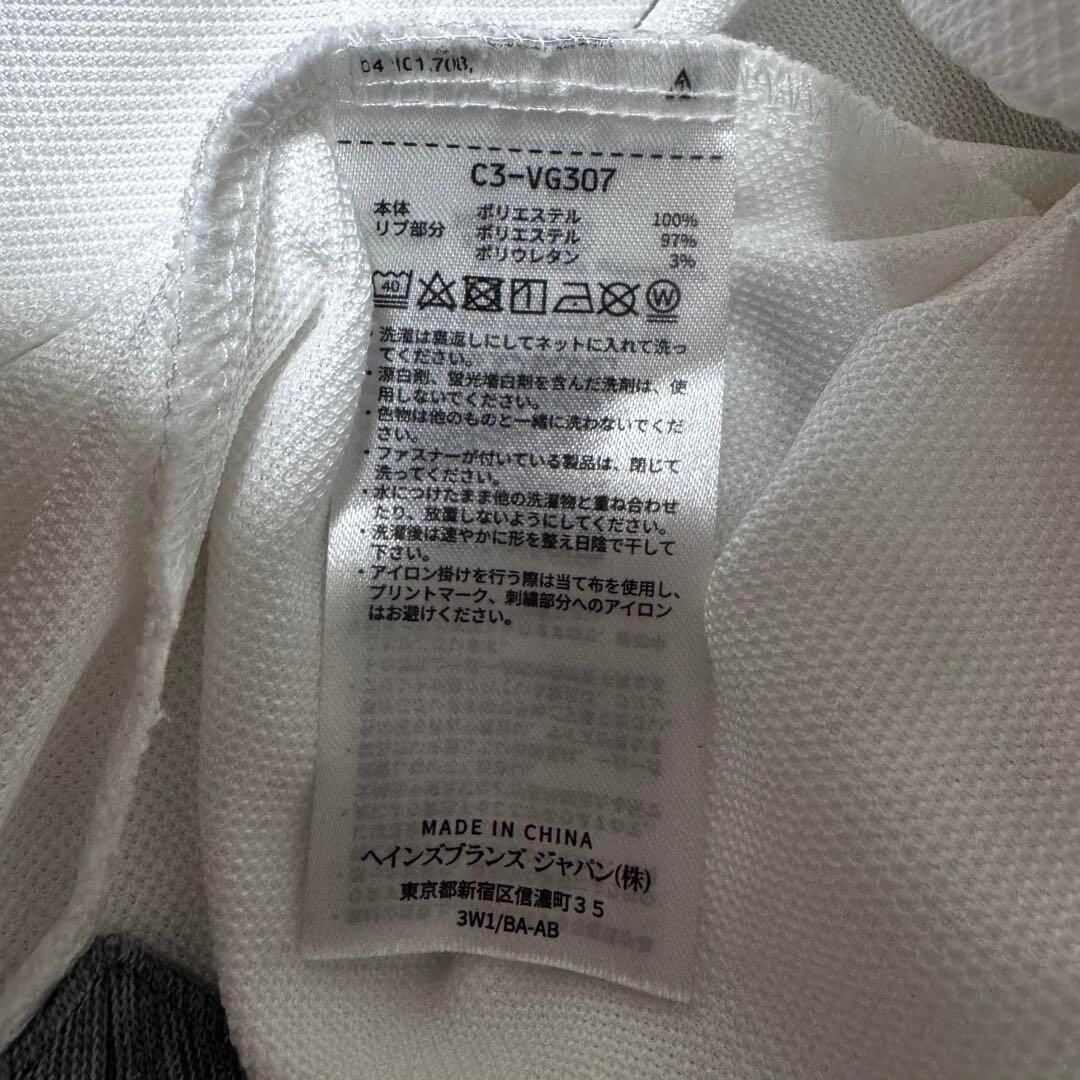 C3-VG307
本体 ポリエステル 100%
リブ部分 ポリエステル 97%
ポリウレタン 3%
40 W
・洗濯は裏返しにしてネットに入れて洗っ
てください。
・漂白剤、蛍光増白剤を含んだ洗剤は、使
用しないでください。
・色物は他のものと一緒に洗わないでくだ
さい。
・ファスナーが付いている製品は、閉じて
洗ってください。
・水につけたまま他の洗濯物と重ね合わせ
たり、放置しないようにしてください。
・洗濯後は速やかに形を整え日陰で干して
下さい。
・アイロン掛けを行う際は当て布を使用し、
プリントマーク、刺繍部分へのアイロン
はお避けください。
MADE IN CHINA
ヘインズブランズ ジャパン(株)
東京都新宿区信濃町35
3W1/BA-AB